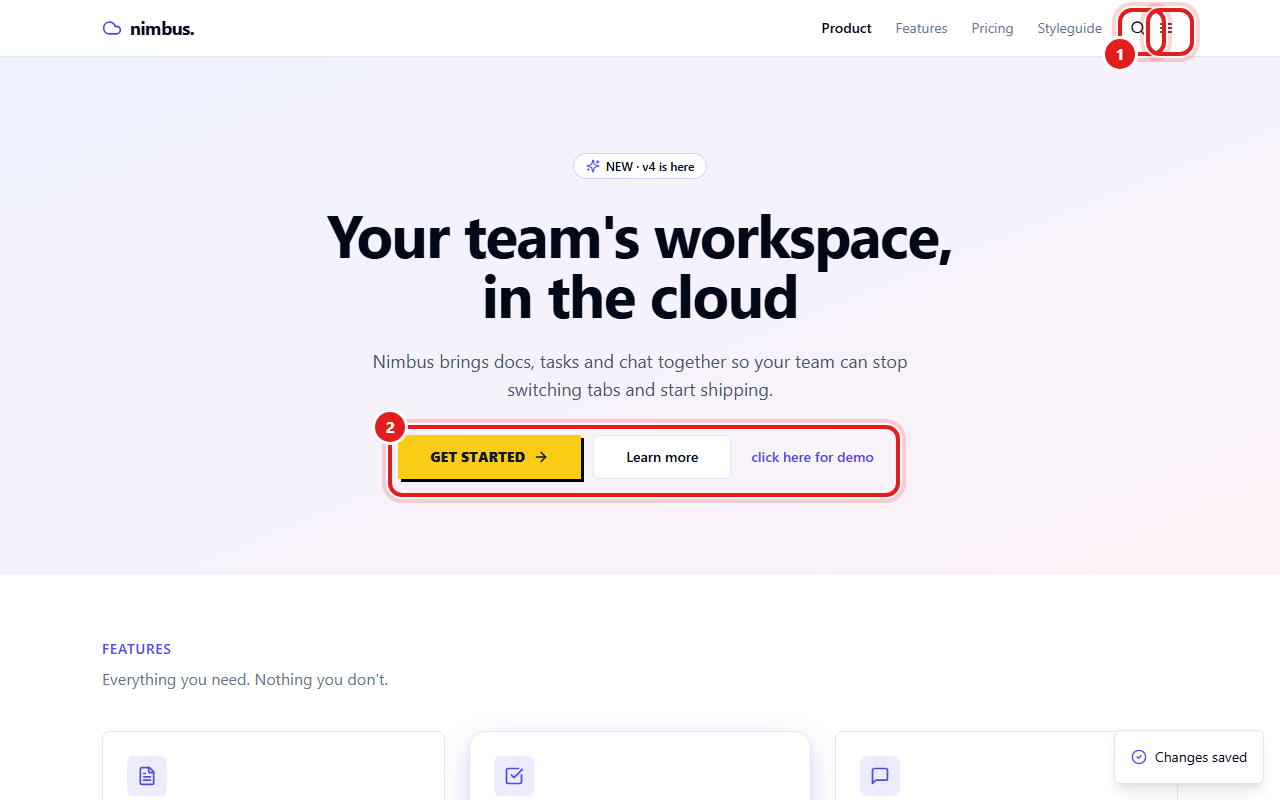 nimbus.
Product Features Pricing Styleguide
1
NEW · v4 is here
Your team's workspace,
in the cloud
Nimbus brings docs, tasks and chat together so your team can stop
switching tabs and start shipping.
2
GET STARTED Learn more click here for demo
FEATURES
Everything you need. Nothing you don't.
Changes saved